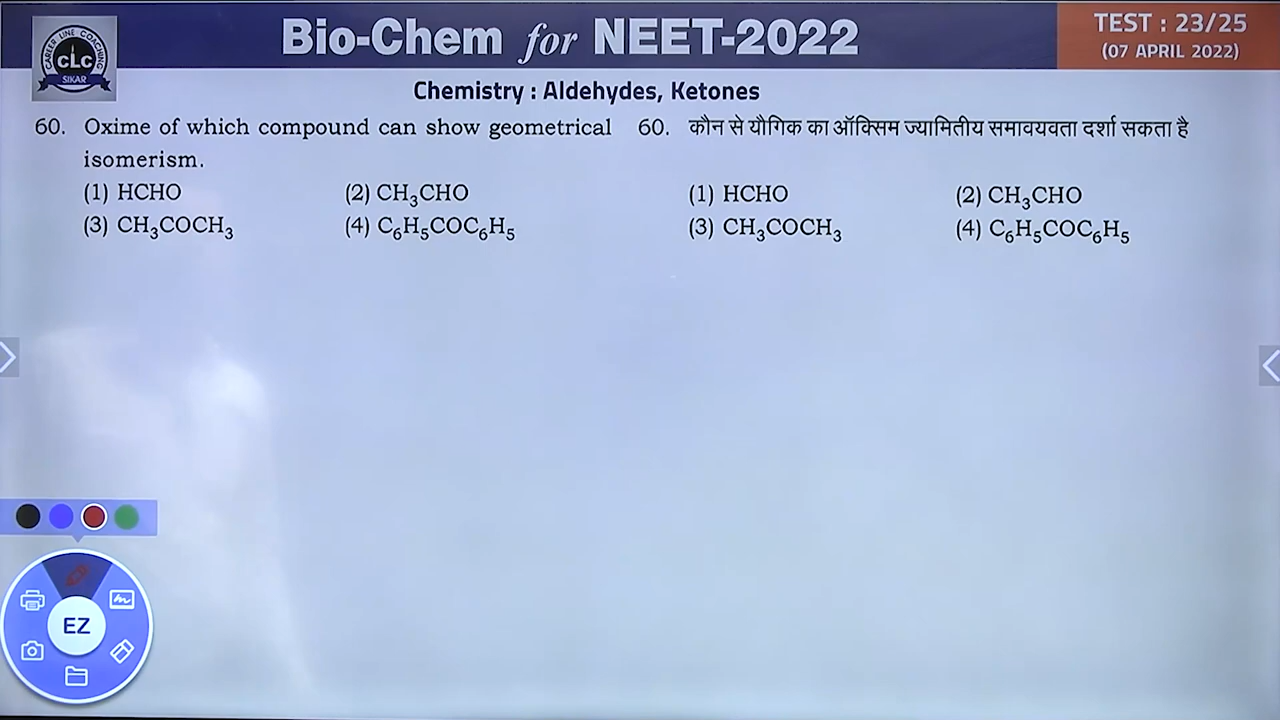 CAREER LINE COACHING
CLC
SIKAR
Bio-Chem for NEET-2022
TEST : 23/25
(07 APRIL 2022)
Chemistry : Aldehydes, Ketones
60. Oxime of which compound can show geometrical
isomerism.
(1) HCHO (2) CH₃CHO
(3) CH₃COCH₃ (4) C₆H₅COC₆H₅
60. कौन से यौगिक का ऑक्सिम ज्यामितीय समावयवता दर्शा सकता है
(1) HCHO (2) CH₃CHO
(3) CH₃COCH₃ (4) C₆H₅COC₆H₅
EZ